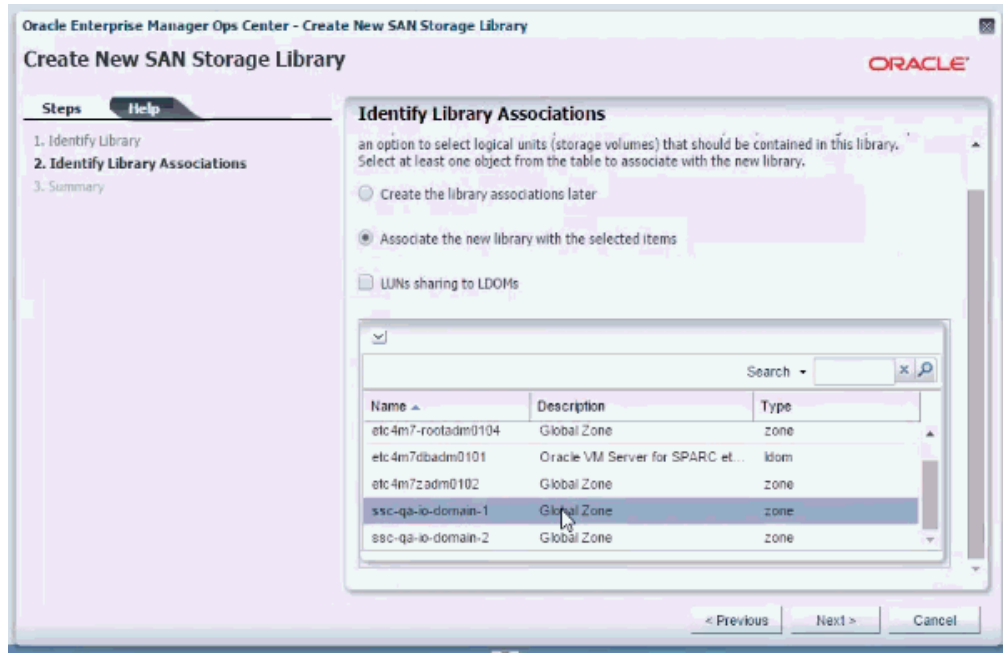 Oracle Enterprise Manager Ops Center - Create New SAN Storage Library
Create New SAN Storage Library
ORACLE
Steps Help
1. Identify Library
2. Identify Library Associations
3. Summary
Identify Library Associations
an option to select logical units (storage volumes) that should be contained in this library.
Select at least one object from the table to associate with the new library.
Create the library associations later
Associate the new library with the selected items
LUNs sharing to LDOMs
Search
Name Description Type
etc4m7-rootadm0104 Global Zone zone
etc4m7dbadm0101 Oracle VM Server for SPARC et... ldom
etc4m7zadm0102 Global Zone zone
ssc-qa-io-domain-1 Global Zone zone
ssc-qa-io-domain-2 Global Zone zone
< Previous Next > Cancel